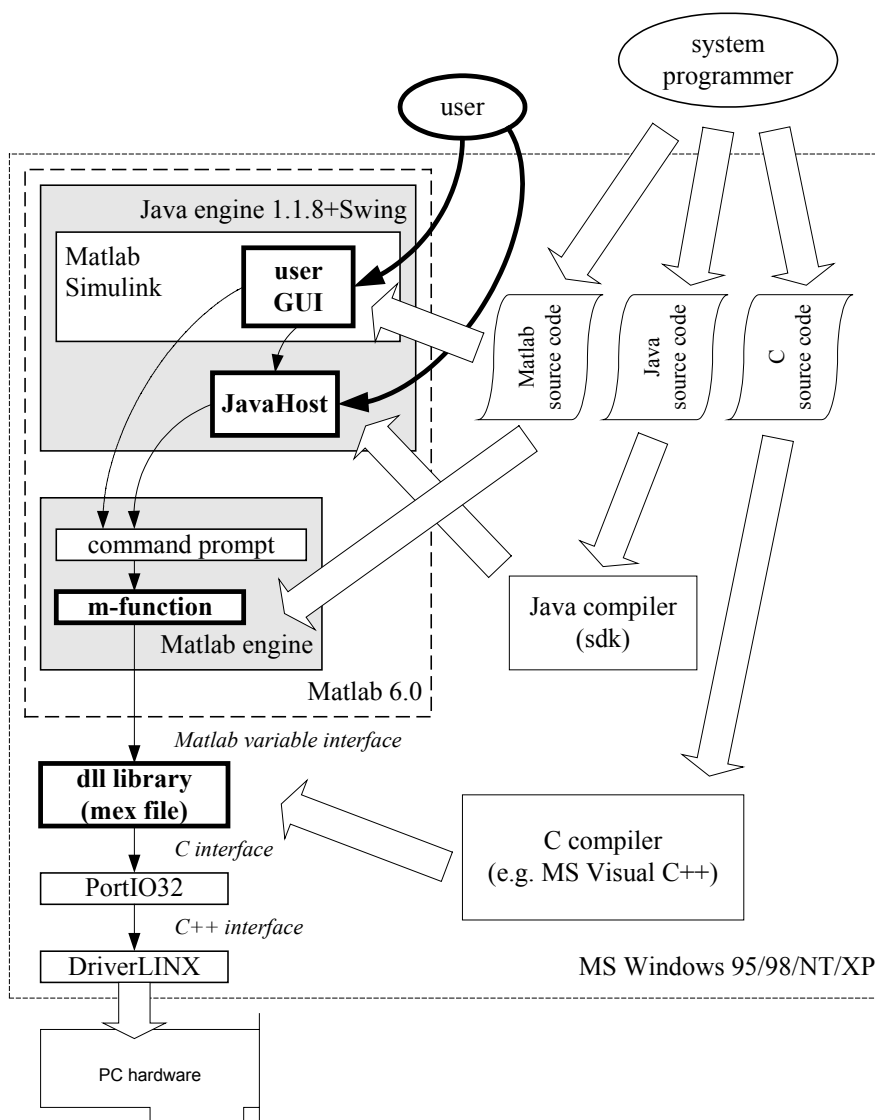 system
programmer
user
Java engine 1.1.8+Swing
Matlab
Simulink
user
GUI
JavaHost
Matlab
source code
Java
source code
C
source code
command prompt
m-function
Matlab engine
Matlab 6.0
Java compiler
(sdk)
Matlab variable interface
dll library
(mex file)
C interface
PortIO32
C++ interface
DriverLINX
C compiler
(e.g. MS Visual C++)
MS Windows 95/98/NT/XP
PC hardware